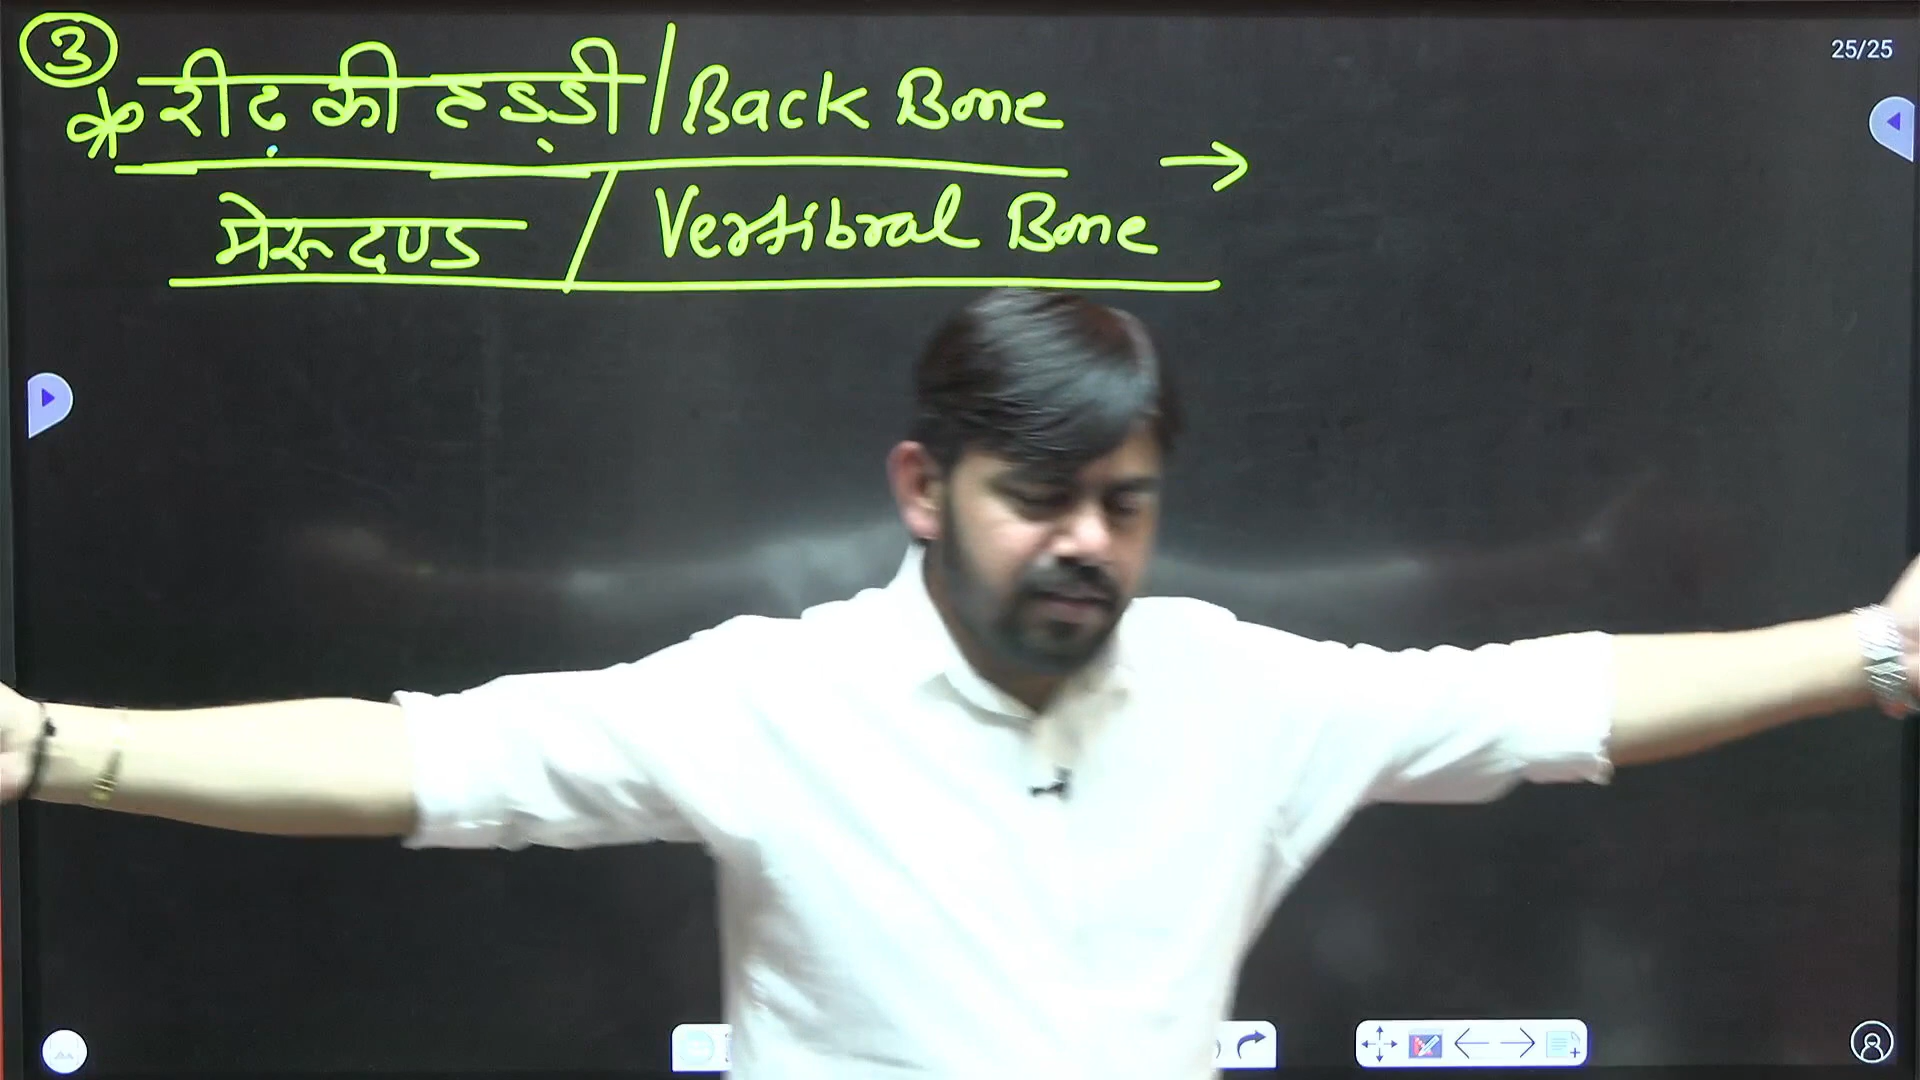 25/25
③
* रीढ़ की हड़डी / Back Bone →
मेरूदण्ड / Vertibral Bone